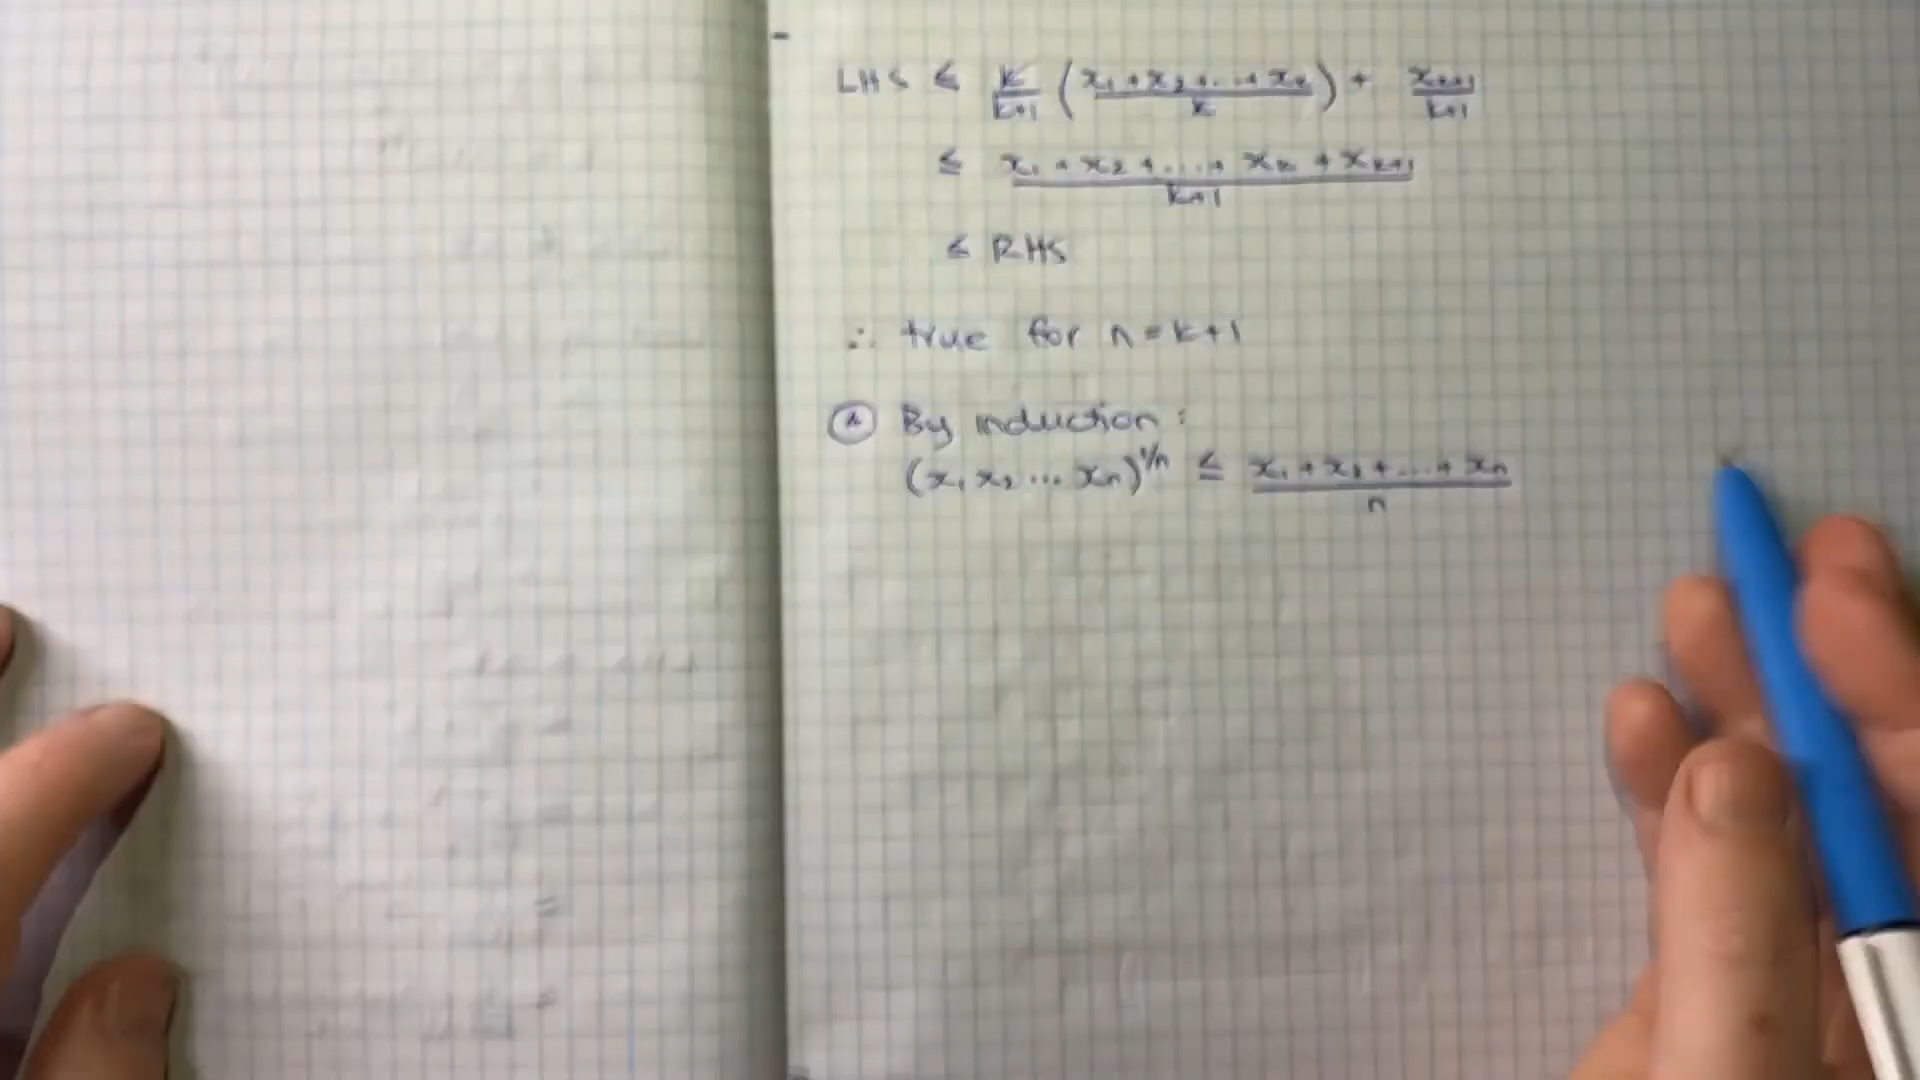 LHS ≤ k/(k+1) ((x₁+x₂+...+xₖ)/k) + xₖ₊₁/(k+1)
≤ (x₁+x₂+...+xₖ+xₖ₊₁)/(k+1)
≤ RHS
∴ true for n=k+1
By induction:
(x₁x₂...xₙ)^(1/n) ≤ (x₁+x₂+...+xₙ)/n